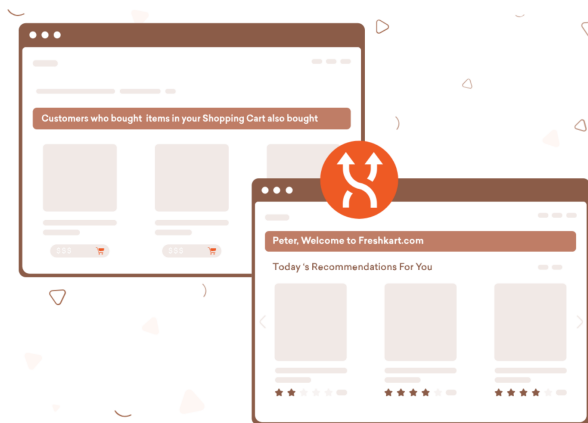 Customers who bought items in your Shopping Cart also bought
Peter, Welcome to Freshkart.com
Today 's Recommendations For You